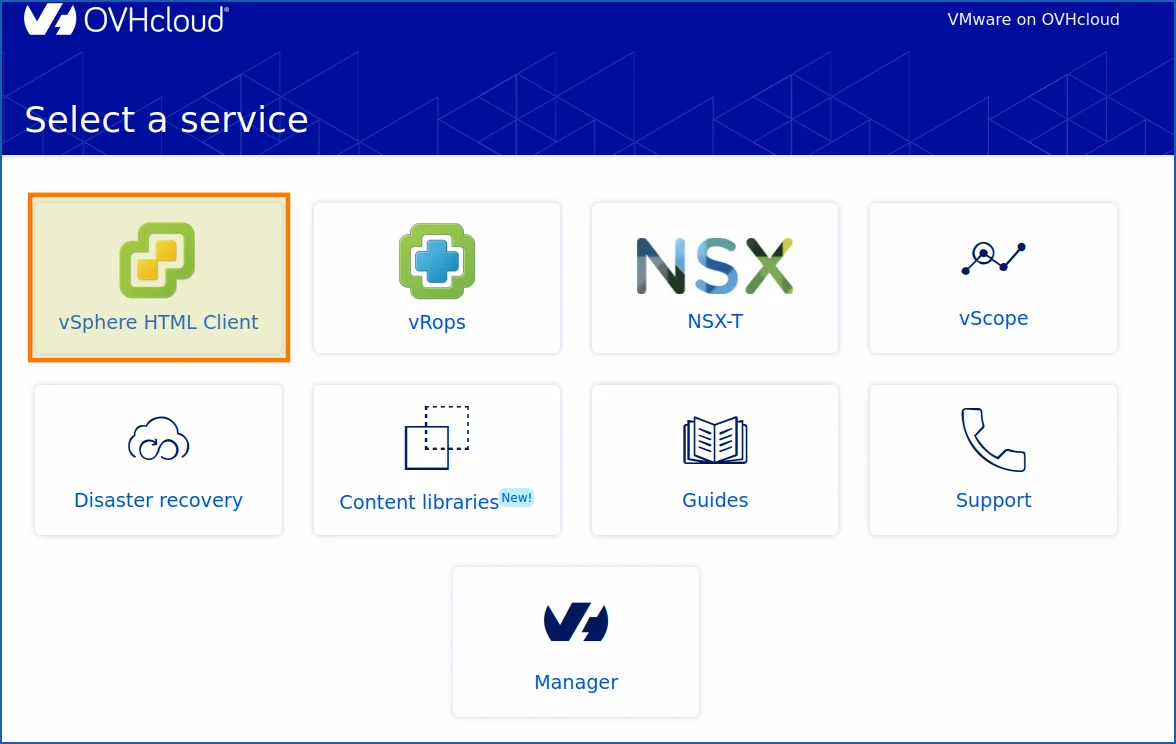 OVHcloud®
VMware on OVHcloud
Select a service
vSphere HTML Client
vRops
NSX
NSX-T
vScope
Disaster recovery
Content libraries New!
Guides
Support
Manager